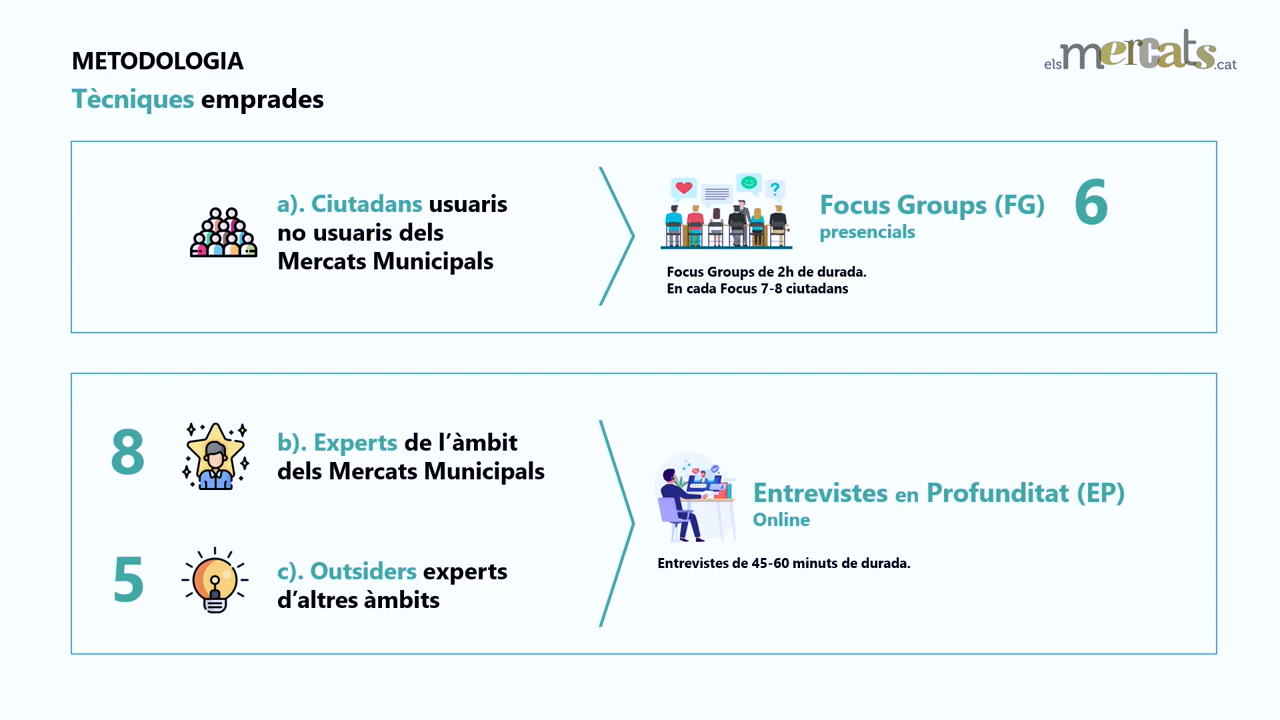 METODOLOGIA
Tècniques emprades
elsmercats.cat
a). Ciutadans usuaris
no usuaris dels
Mercats Municipals
?
Focus Groups (FG)
presencials
6
Focus Groups de 2h de durada.
En cada Focus 7-8 ciutadans
8
b). Experts de l’àmbit
dels Mercats Municipals
5
c). Outsiders experts
d’altres àmbits
Entrevistes en Profunditat (EP)
Online
Entrevistes de 45-60 minuts de durada.